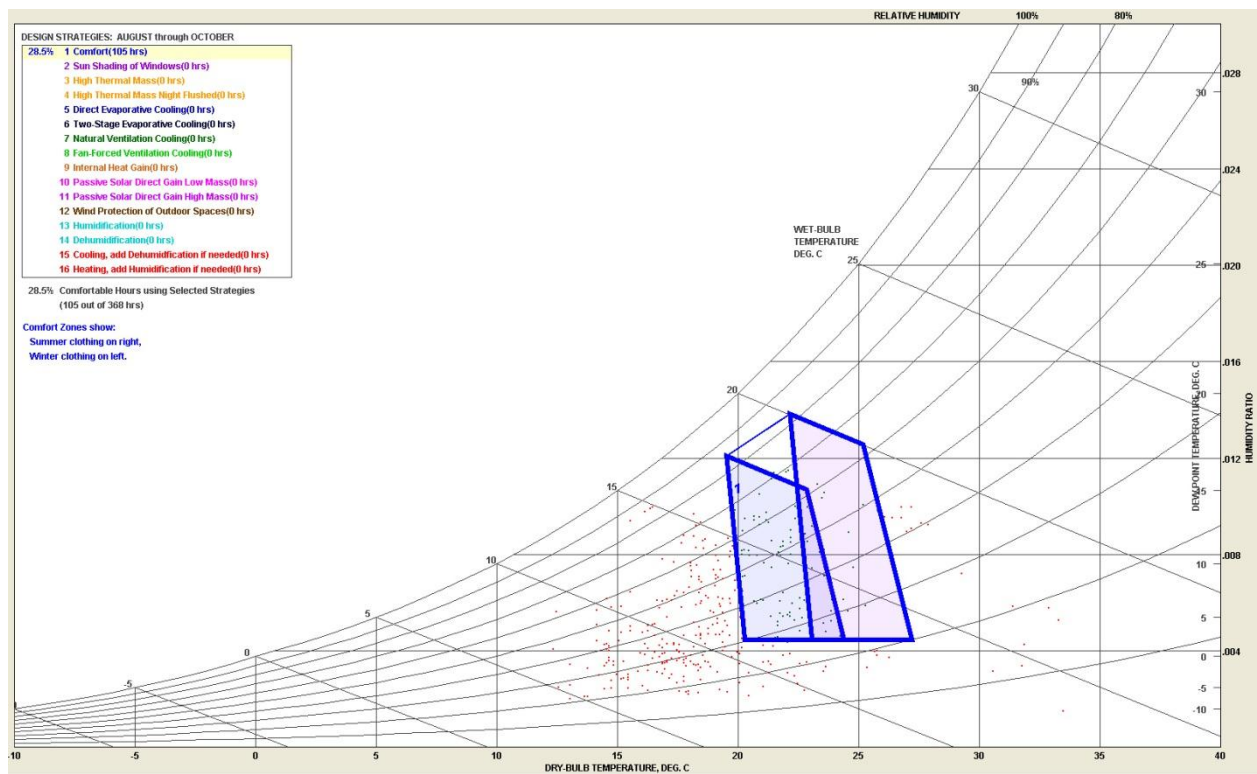 RELATIVE HUMIDITY 100% 80%
DESIGN STRATEGIES: AUGUST through OCTOBER
28.5% 1 Comfort(105 hrs)
2 Sun Shading of Windows(0 hrs)
3 High Thermal Mass(0 hrs)
4 High Thermal Mass Night Flushed(0 hrs)
5 Direct Evaporative Cooling(0 hrs)
6 Two-Stage Evaporative Cooling(0 hrs)
7 Natural Ventilation Cooling(0 hrs)
8 Fan-Forced Ventilation Cooling(0 hrs)
9 Internal Heat Gain(0 hrs)
10 Passive Solar Direct Gain Low Mass(0 hrs)
11 Passive Solar Direct Gain High Mass(0 hrs)
12 Wind Protection of Outdoor Spaces(0 hrs)
13 Humidification(0 hrs)
14 Dehumidification(0 hrs)
15 Cooling, add Dehumidfication if needed(0 hrs)
16 Heating, add Humidification if needed(0 hrs)
28.5% Comfortable Hours using Selected Strategies
(105 out of 368 hrs)
Comfort Zones show:
Summer clothing on right,
Winter clothing on left.
90%
WET-BULB
TEMPERATURE
DEG. C
30
25
20
15
10
5
0
-5
1
.028
.024
.020
.016
.012
.008
.004
HUMIDITY RATIO
30
25
20
15
10
5
0
-5
-10
DEW POINT TEMPERATURE, DEG. C
-10 -5 0 5 10 15 20 25 30 35 40
DRY-BULB TEMPERATURE, DEG. C